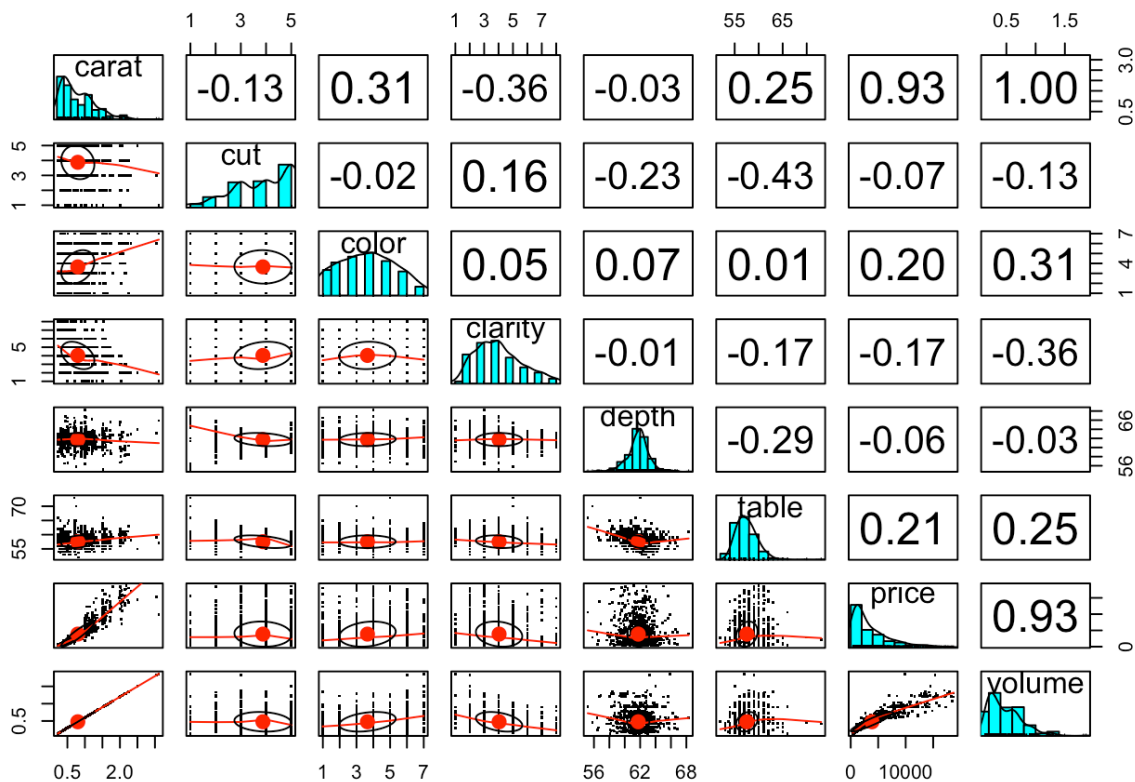 1 3 5 1 3 5 7 55 65 0.5 1.5
carat -0.13 0.31 -0.36 -0.03 0.25 0.93 1.00 0.5 3.0
1 3 5 cut -0.02 0.16 -0.23 -0.43 -0.07 -0.13
color 0.05 0.07 0.01 0.20 0.31 1 4 7
1 5 clarity -0.01 -0.17 -0.17 -0.36
depth -0.29 -0.06 -0.03 56 66
55 70 table 0.21 0.25
price 0.93 0
0.5 volume
0.5 2.0 1 3 5 7 56 62 68 0 10000